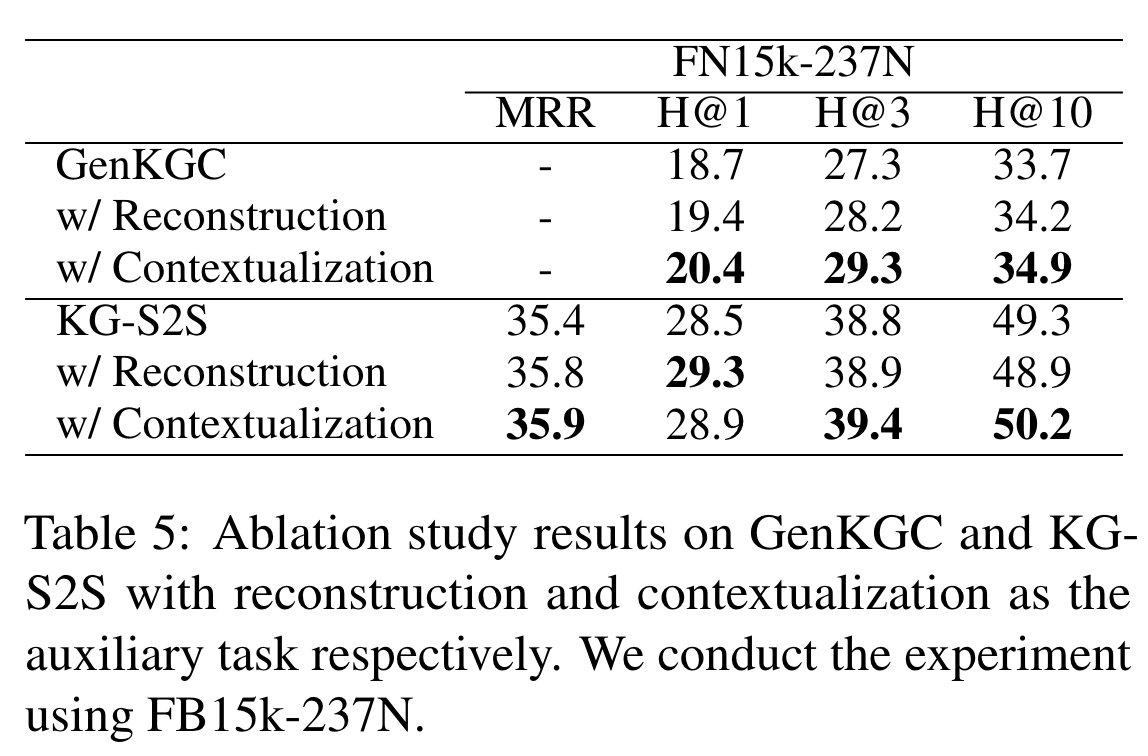 FN15k-237N
MRR H@1 H@3 H@10
GenKGC - 18.7 27.3 33.7
w/ Reconstruction - 19.4 28.2 34.2
w/ Contextualization - 20.4 29.3 34.9
KG-S2S 35.4 28.5 38.8 49.3
w/ Reconstruction 35.8 29.3 38.9 48.9
w/ Contextualization 35.9 28.9 39.4 50.2
Table 5: Ablation study results on GenKGC and KG-
S2S with reconstruction and contextualization as the
auxiliary task respectively. We conduct the experiment
using FB15k-237N.